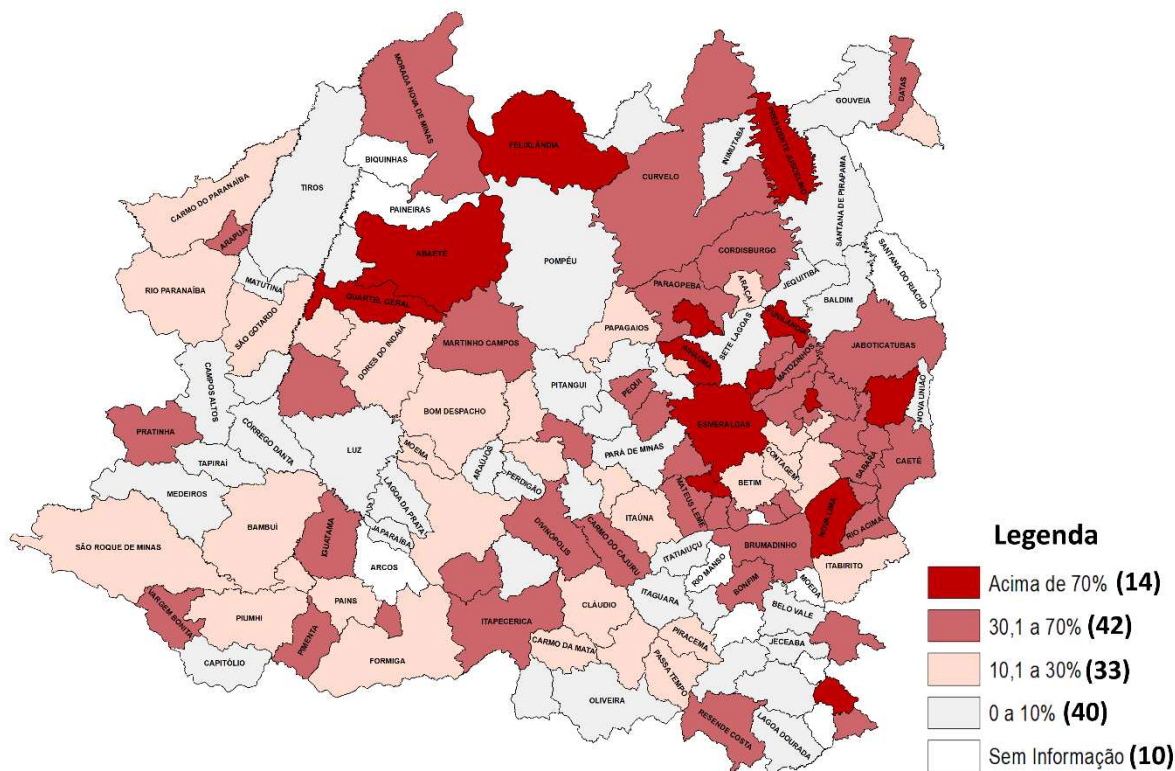 MORADA NOVA DE MINAS
GOUVEIA
DATAS
FELIXLÂNDIA
PRESIDENTE JUSCELINO
INIMUTABA
BIQUINHAS
CURVELO
TIROS
CARMO DO PARANAÍBA
PAINEIRAS
SANTANA DE PIRAPAMA
ARAPUÁ
ABAETÉ
CORDISBURGO
POMPÉU
SANTANA DO RIACHO
JEQUITIBÁ
MATUTINA
RIO PARANAÍBA
PARAOPEBA
ARAÇAÍ
QUARTEL GERAL
BALDIM
SÃO GOTARDO
FUNILÂNDIA
PAPAGAIOS
SETE LAGOAS
MARTINHO CAMPOS
DORES DO INDAIÁ
INHAÚMA
JABOTICATUBAS
MATOZINHOS
CAMPOS ALTOS
PITANGUI
PEQUI
NOVA UNIÃO
BOM DESPACHO
PRATINHA
ESMERALDAS
CÓRREGO DANTA
LUZ
MOEMA
PARÁ DE MINAS
TAPIRAÍ
ARAÚJOS
CONTAGEM
SABARÁ
CAETÉ
PERDIGÃO
BETIM
MEDEIROS
LAGOA DA PRATA
MATEUS LEME
BAMBUÍ
ITAÚNA
NOVA LIMA
IGUATAMA
JAPARAÍBA
DIVINÓPOLIS
CARMO DO CAJURU
RIO ACIMA
SÃO ROQUE DE MINAS
ITATIAIUÇU
BRUMADINHO
ARCOS
RIO MANSO
ITABIRITO
BONFIM
MOEDA
VARGEM BONITA
PAINS
ITAGUARA
CLÁUDIO
BELO VALE
PIUMHI
ITAPECERICA
PIRACEMA
PIMENTA
CARMO DA MATA
JECEABA
CAPITÓLIO
FORMIGA
PASSA TEMPO
OLIVEIRA
RESENDE COSTA
LAGOA DOURADA
Legenda
Acima de 70% (14)
30,1 a 70% (42)
10,1 a 30% (33)
0 a 10% (40)
Sem Informação (10)